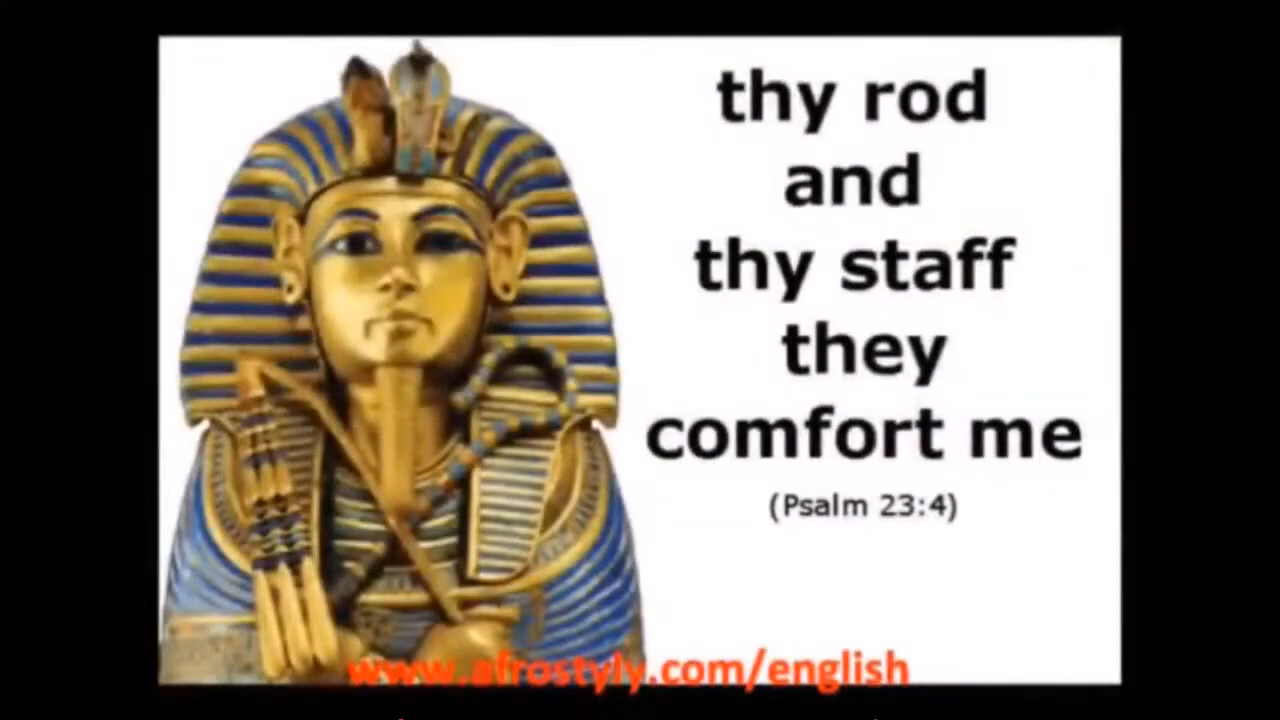 thy rod
and
thy staff
they
comfort me
(Psalm 23:4)
www.afrostyly.com/english